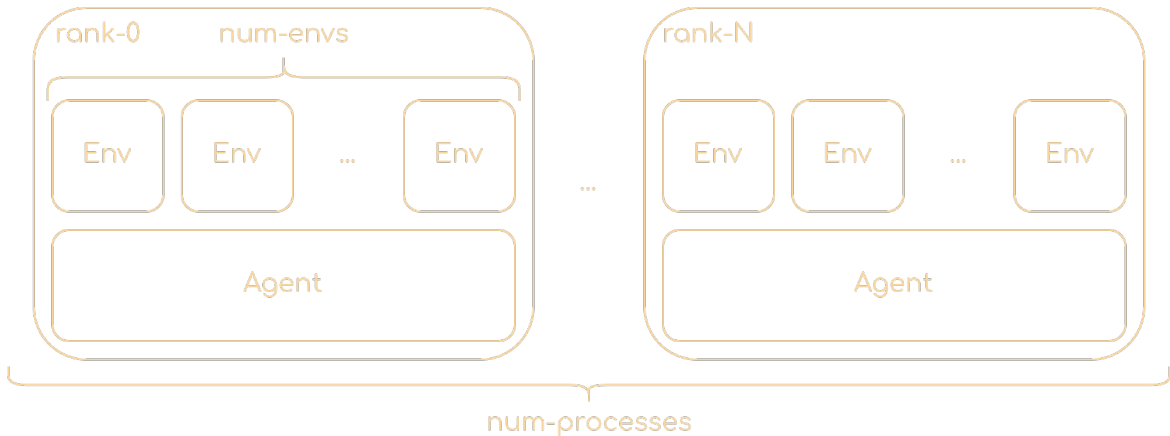 rank-0
num-envs
Env
Env
...
Env
Agent
...
rank-N
Env
Env
...
Env
Agent
num-processes